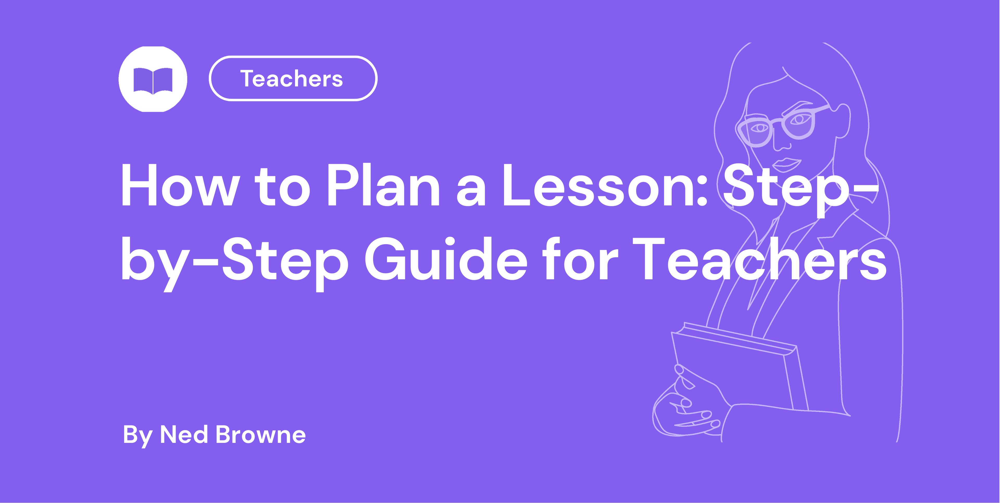 Teachers
How to Plan a Lesson: Step-
by-Step Guide for Teachers
By Ned Browne